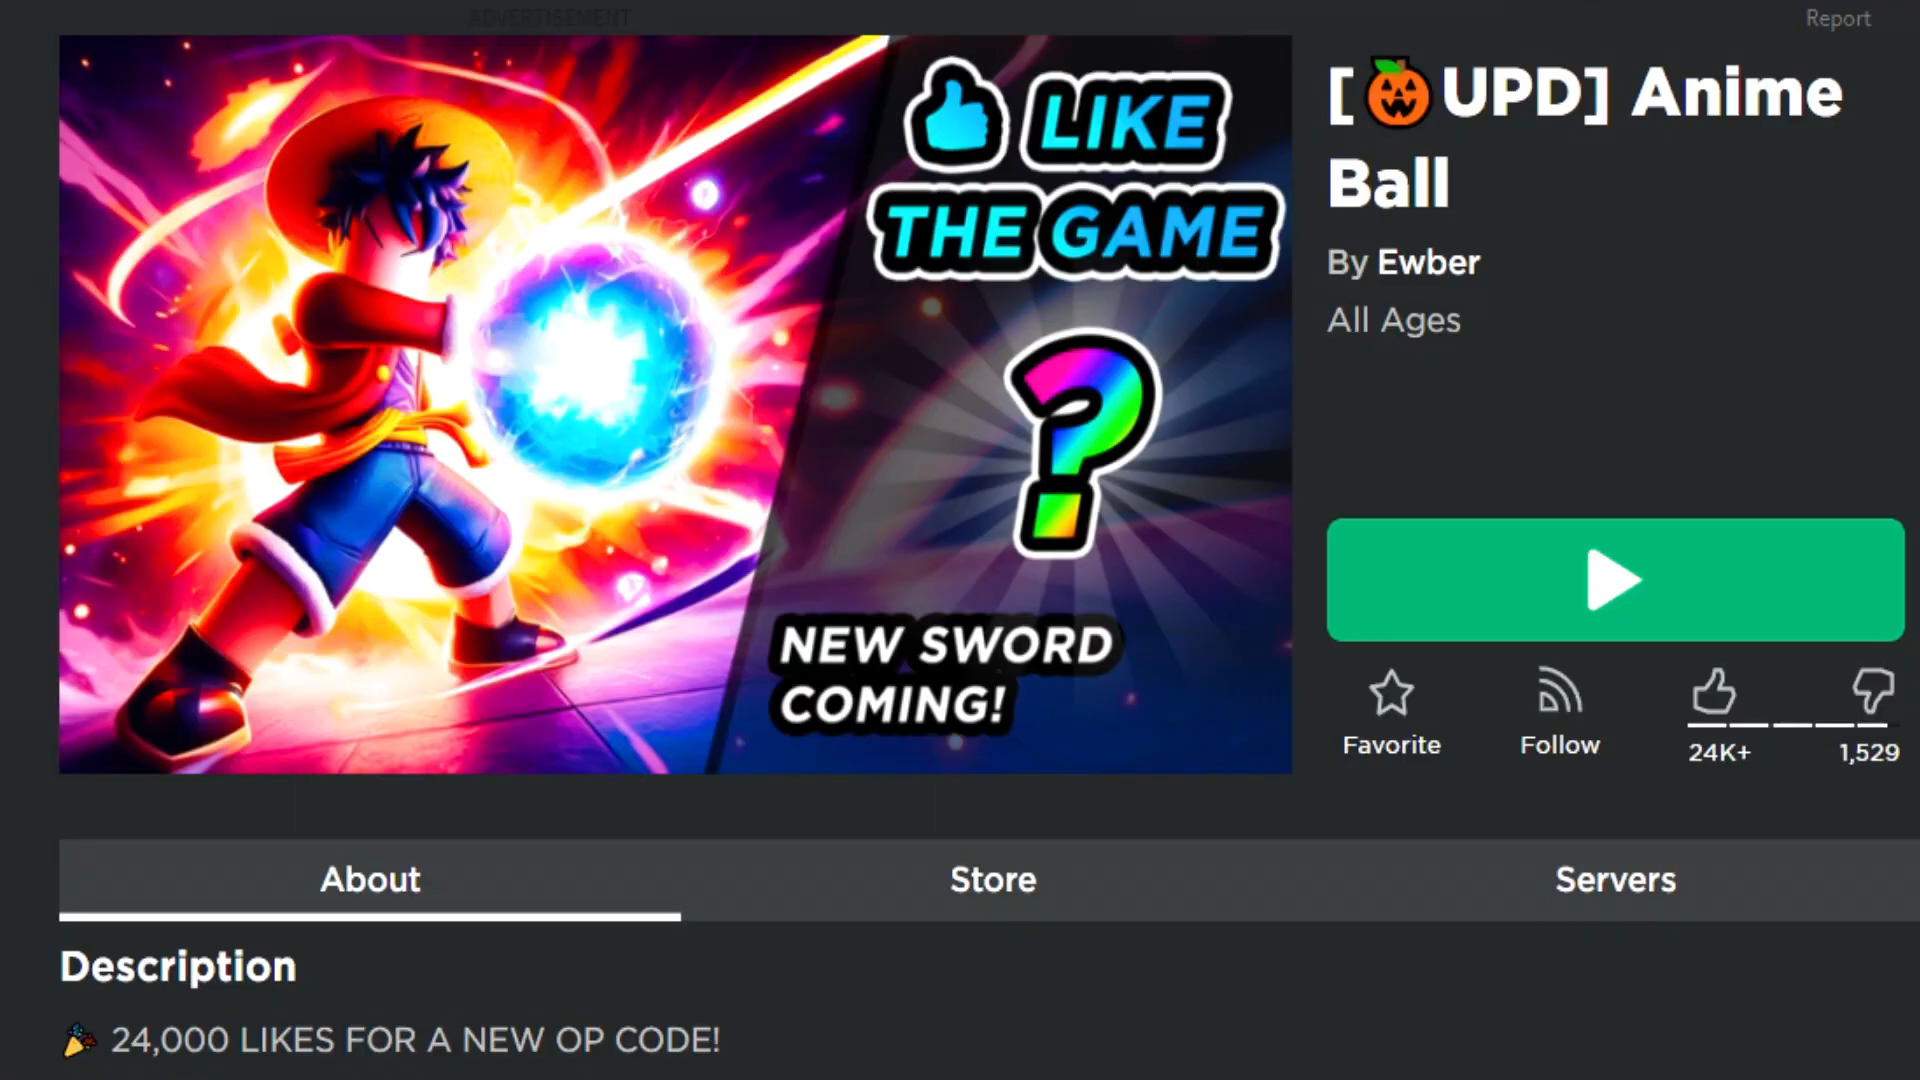 ADVERTISEMENT
Report
LIKE
THE GAME
?
NEW SWORD
COMING!
[🎃UPD] Anime
Ball
By Ewber
All Ages
Favorite
Follow
24K+
1,529
About
Store
Servers
Description
🎉 24,000 LIKES FOR A NEW OP CODE!